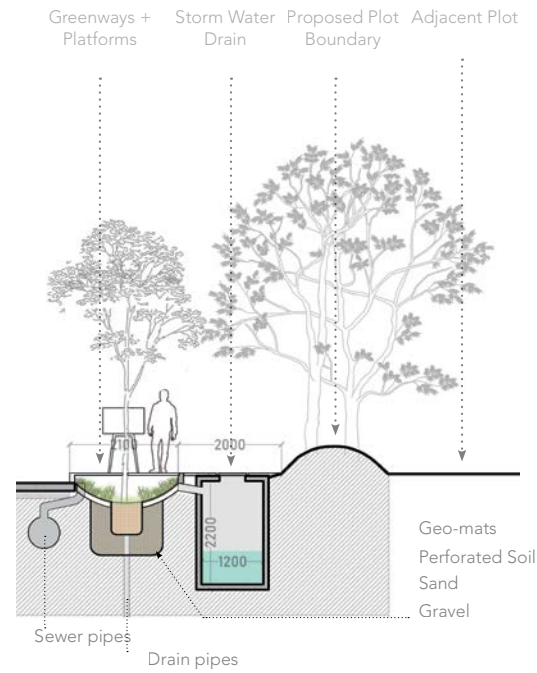 Greenways +
Platforms
Storm Water
Drain
Proposed Plot
Boundary
Adjacent Plot
2100
2000
2200
1200
Geo-mats
Perforated Soil
Sand
Gravel
Sewer pipes
Drain pipes